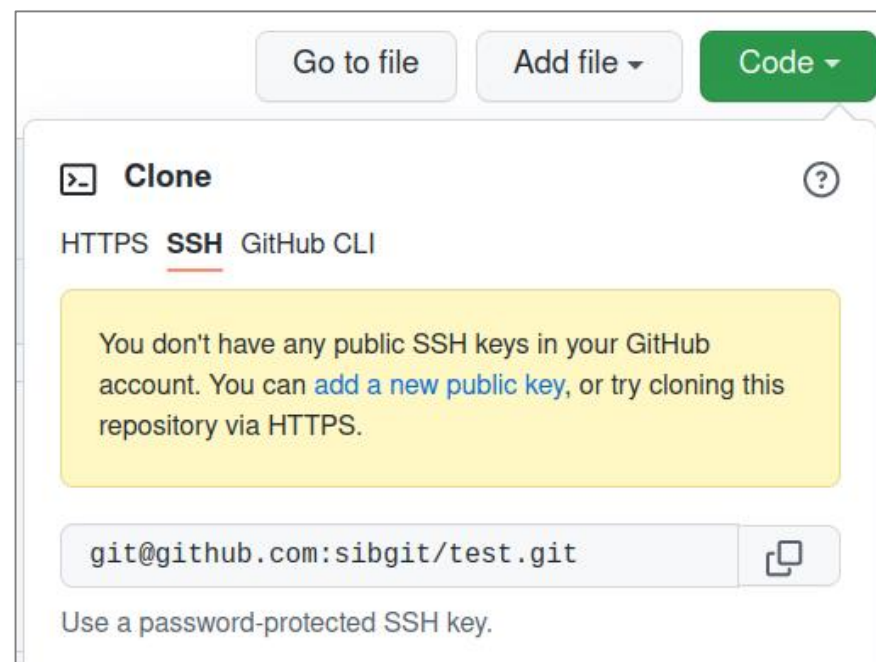 Go to file Add file Code
Clone
HTTPS SSH GitHub CLI
You don't have any public SSH keys in your GitHub
account. You can add a new public key, or try cloning this
repository via HTTPS.
git@github.com:sibgit/test.git
Use a password-protected SSH key.